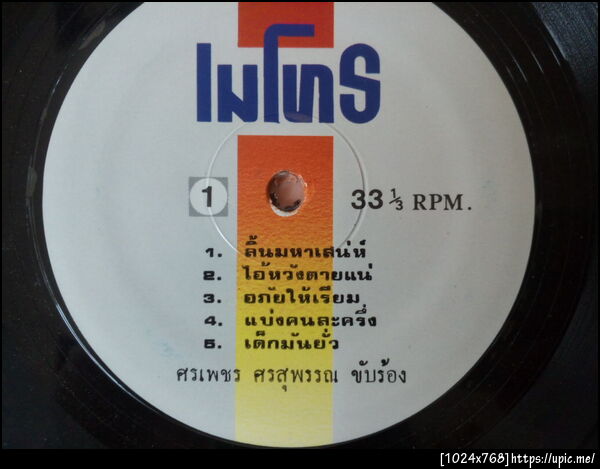 เมโทร
1 33 ⅓ RPM.
1. ลิ้นมหาเสน่ห์
2. ไอ้หวังตายแน่
3. อภัยให้เรียม
4. แบ่งคนละครึ่ง
5. เด็กมันยั่ว
ศรเพชร ศรสุพรรณ ขับร้อง
[1024x768]https://upic.me/